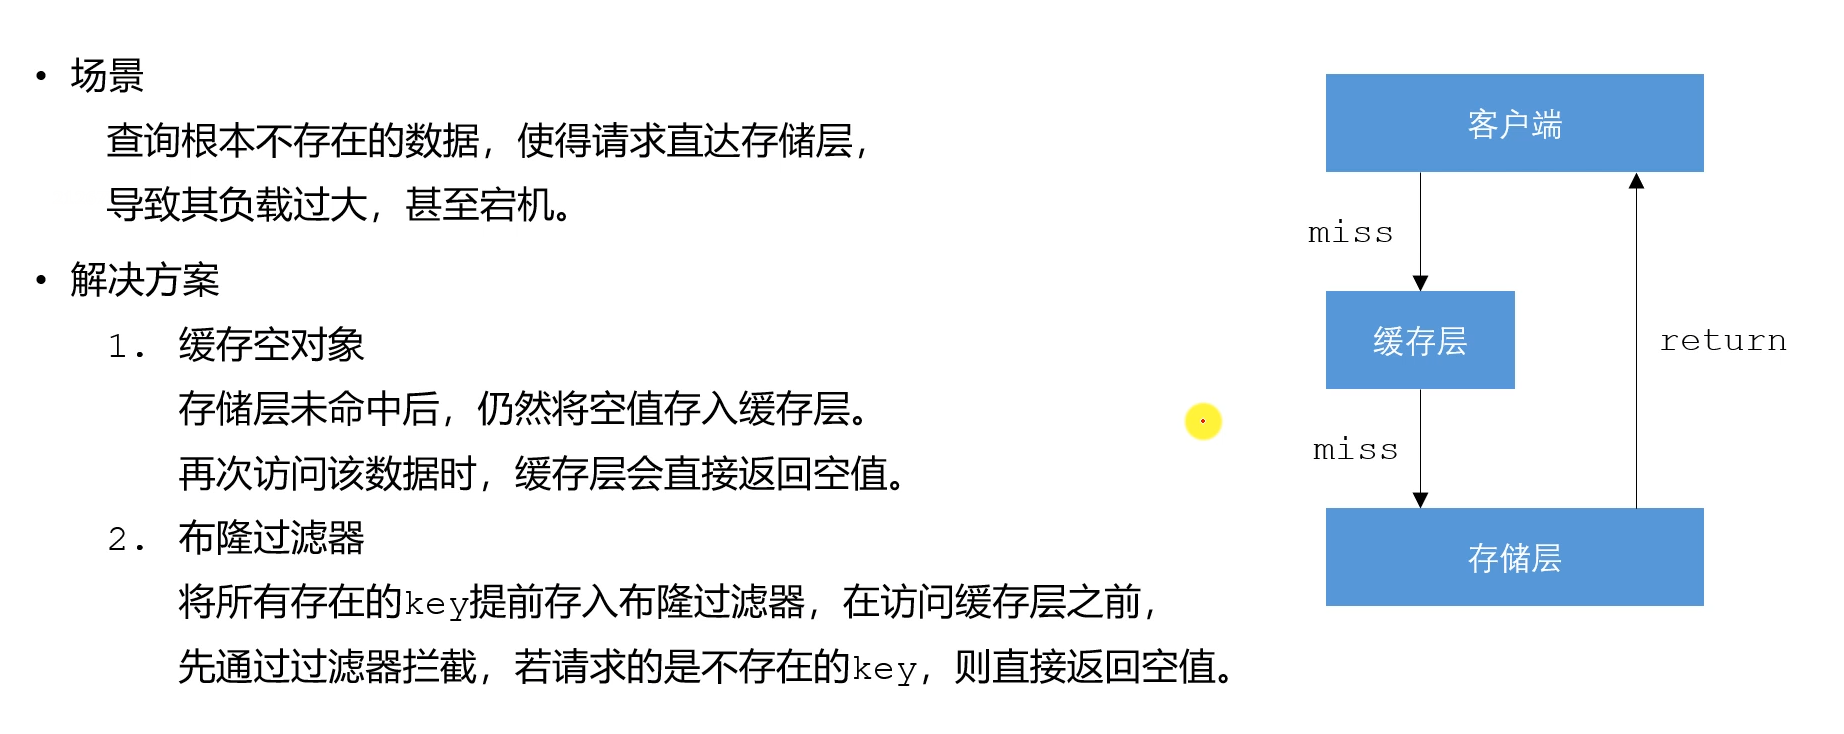 • 场景
查询根本不存在的数据，使得请求直达存储层，
导致其负载过大，甚至宕机。
• 解决方案
1. 缓存空对象
存储层未命中后，仍然将空值存入缓存层。
再次访问该数据时，缓存层会直接返回空值。
2. 布隆过滤器
将所有存在的key提前存入布隆过滤器，在访问缓存层之前，
先通过过滤器拦截，若请求的是不存在的key，则直接返回空值。
客户端
miss
缓存层
return
miss
存储层